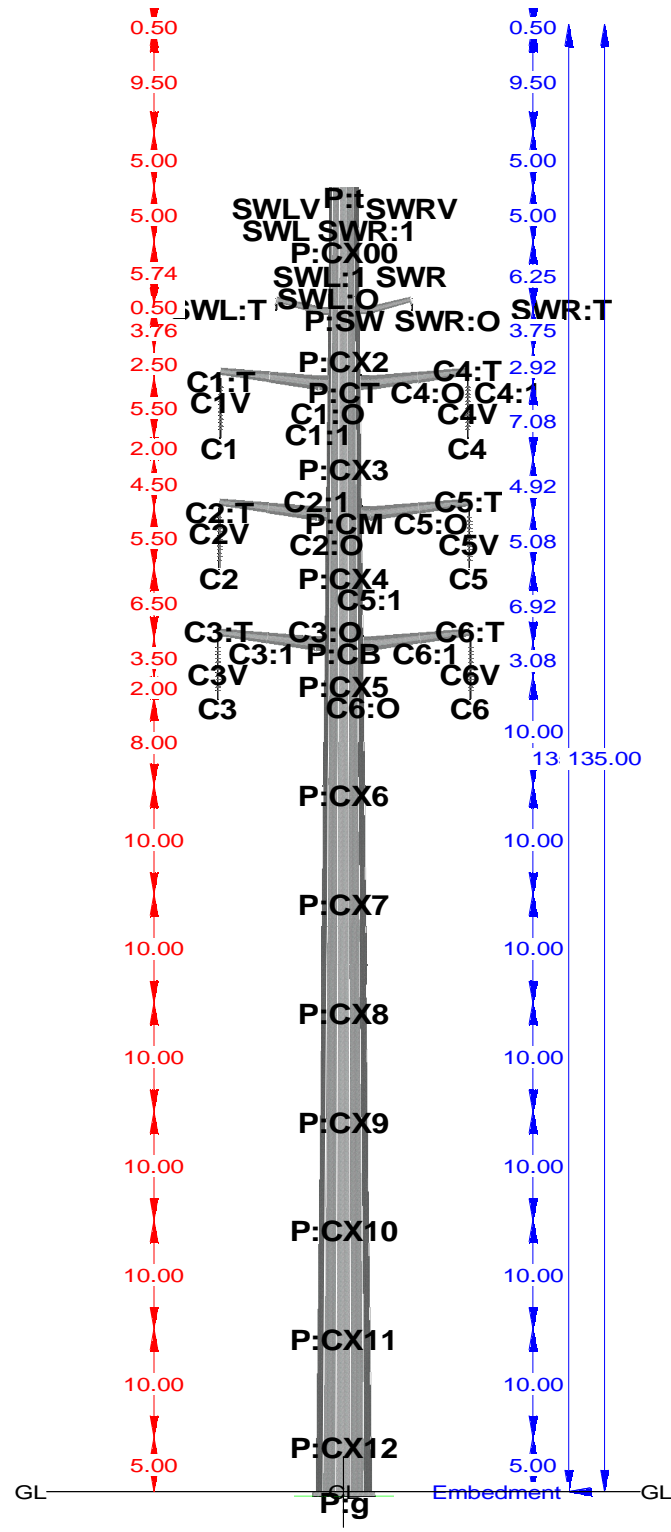 0.50 0.50
9.50 9.50
5.00 5.00
P:t
SWLV SWRV
5.00 5.00
SWL SWR:1
P:CX00
5.74 SWL:1 SWR 6.25
SWL:O
0.50 SWL:T SWR:T
P:SW SWR:O
3.76 3.75
2.50 P:CX2 2.92
C1:T C4:T
C1V P:CT C4:O C4:1
5.50 C1:O C4V 7.08
C1:1
2.00 C1 C4
P:CX3
4.50 4.92
C2:1 C5:T
C2:T P:CM C5:O
C2V
5.50 C2:O C5V 5.08
C2 P:CX4 C5
6.50 C5:1 6.92
C3:T C3:O C6:T
3.50 C3:1 P:CB C6:1 3.08
C3V C6V
2.00 P:CX5
C3 C6:O C6
8.00 10.00
135.00
P:CX6
10.00 10.00
P:CX7
10.00 10.00
P:CX8
10.00 10.00
P:CX9
10.00 10.00
P:CX10
10.00 10.00
P:CX11
10.00 10.00
P:CX12
5.00 5.00
GL CL Embedment GL
P:g